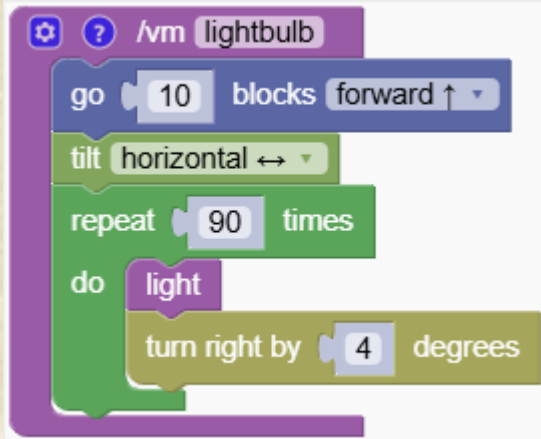 ? /vm lightbulb
go 10 blocks forward ↑
tilt horizontal ↔
repeat 90 times
do light
turn right by 4 degrees